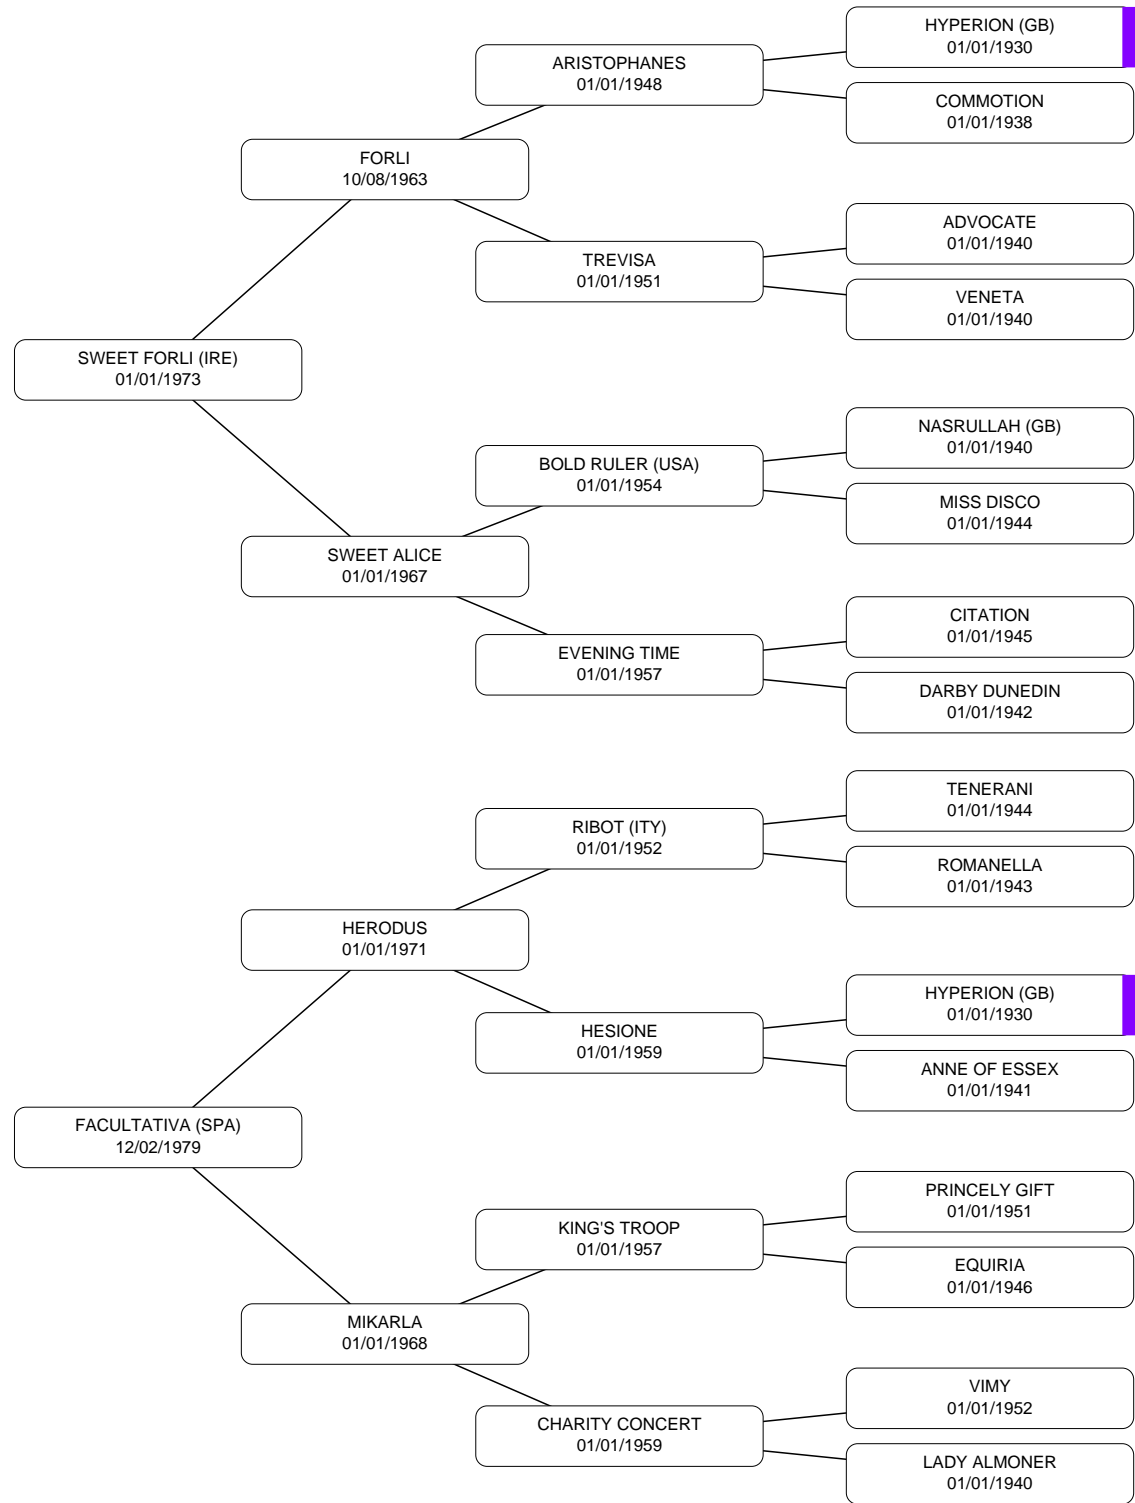 HYPERION (GB)
01/01/1930
ARISTOPHANES
01/01/1948
COMMOTION
01/01/1938
FORLI
10/08/1963
ADVOCATE
01/01/1940
TREVISA
01/01/1951
VENETA
01/01/1940
SWEET FORLI (IRE)
01/01/1973
NASRULLAH (GB)
01/01/1940
BOLD RULER (USA)
01/01/1954
MISS DISCO
01/01/1944
SWEET ALICE
01/01/1967
CITATION
01/01/1945
EVENING TIME
01/01/1957
DARBY DUNEDIN
01/01/1942
TENERANI
01/01/1944
RIBOT (ITY)
01/01/1952
ROMANELLA
01/01/1943
HERODUS
01/01/1971
HYPERION (GB)
01/01/1930
HESIONE
01/01/1959
ANNE OF ESSEX
01/01/1941
FACULTATIVA (SPA)
12/02/1979
PRINCELY GIFT
01/01/1951
KING'S TROOP
01/01/1957
EQUIRIA
01/01/1946
MIKARLA
01/01/1968
VIMY
01/01/1952
CHARITY CONCERT
01/01/1959
LADY ALMONER
01/01/1940